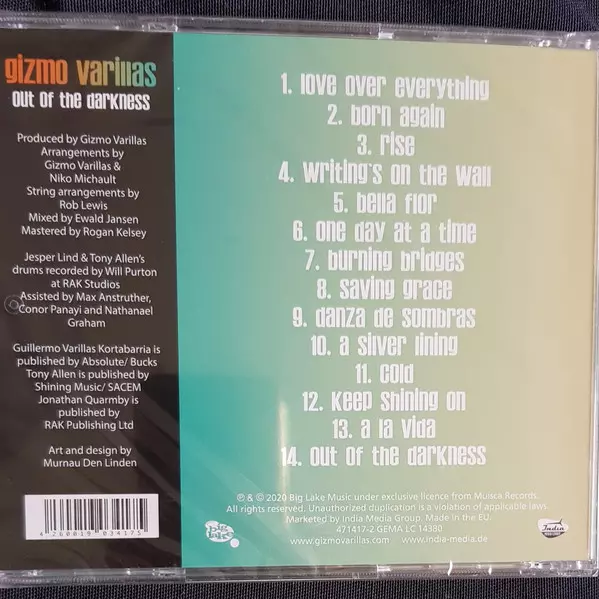 gizmo varillas
out of the darkness
Produced by Gizmo Varillas
Arrangements by
Gizmo Varillas &
Niko Michault
String arrangements by
Rob Lewis
Mixed by Ewald Jansen
Mastered by Rogan Kelsey
Jesper Lind & Tony Allen's
drums recorded by Will Purton
at RAK Studios
Assisted by Max Anstruther,
Conor Panayi and Nathanael
Graham
Guillermo Varillas Kortabarria is
published by Absolute/ Bucks
Tony Allen is published by
Shining Music/ SACEM
Jonathan Quarmby is
published by
RAK Publishing Ltd
Art and design by
Murnau Den Linden
4 260019 034175
1. love over everything
2. born again
3. rise
4. writing's on the wall
5. bella flor
6. one day at a time
7. burning bridges
8. saving grace
9. danza de sombras
10. a silver lining
11. cold
12. keep shining on
13. a la vida
14. out of the darkness
℗ & © 2020 Big Lake Music under exclusive licence from Muisca Records.
All rights reserved. Unauthorized duplication is a violation of applicable laws.
Marketed by India Media Group. Made in the EU.
471417-2 GEMA LC 14380
www.gizmovarillas.com www.india-media.de
big lake
India